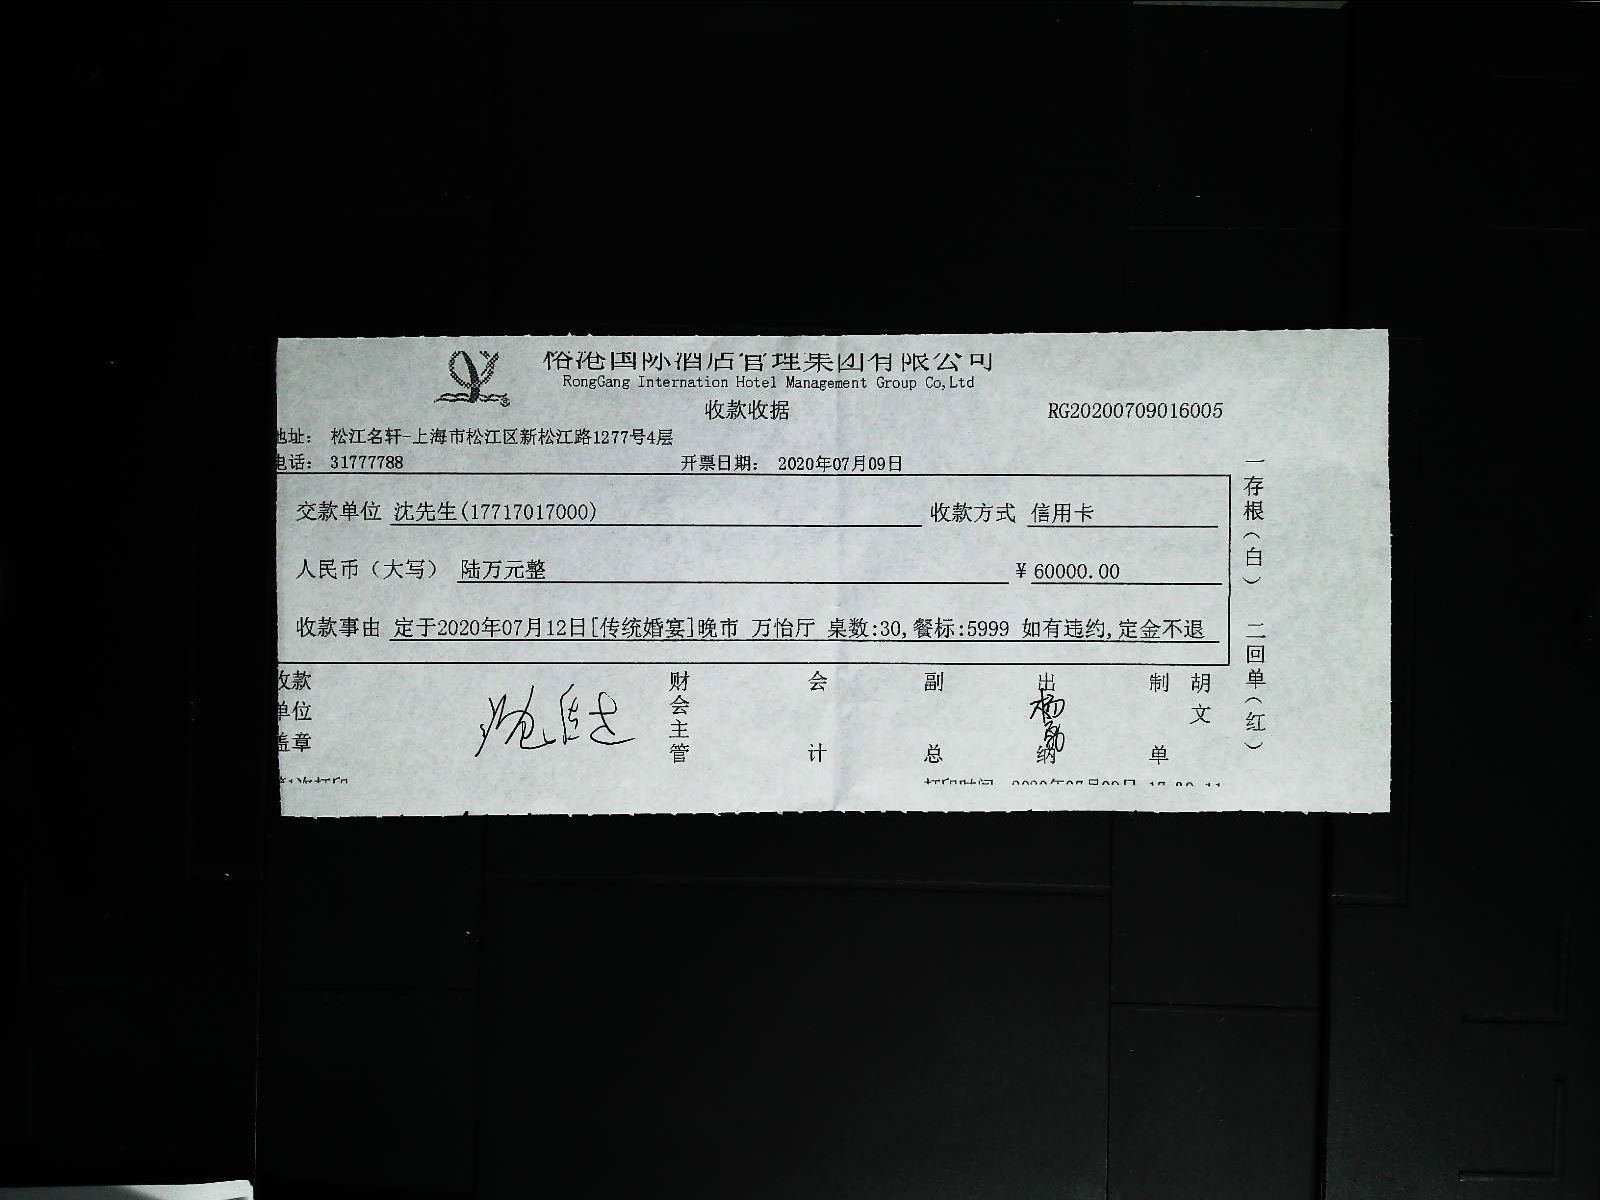 裕港国际酒店管理集团有限公司
RongGang Internation Hotel Management Group Co,Ltd
收款收据
RG20200709016005
地址： 松江名轩-上海市松江区新松江路1277号4层
电话： 31777788 开票日期： 2020年07月09日
交款单位 沈先生(17717017000) 收款方式 信用卡
人民币（大写） 陆万元整 ¥ 60000.00
收款事由 定于2020年07月12日[传统婚宴]晚市 万怡厅 桌数:30,餐标:5999 如有违约,定金不退
收款单位盖章
财会主管
会计
副总
出纳
制单
胡文
一存根（白） 二回单（红）
打印时间